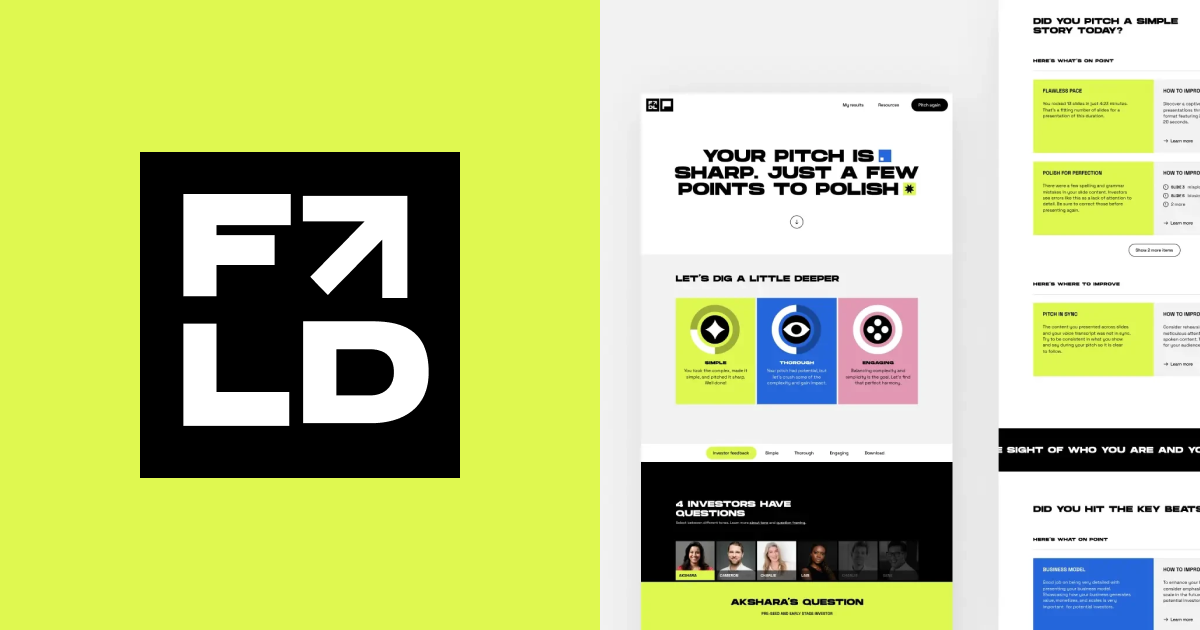 F
LD
My results
Resources
Pitch again
YOUR PITCH IS
SHARP. JUST A FEW
POINTS TO POLISH
LET'S DIG A LITTLE DEEPER
SIMPLE
You took the complex, made it
simple, and pitched it sharp.
Well done!
THOROUGH
Your pitch had potential, but
let's crush some of the
complexity and gain impact.
ENGAGING
Balancing complexity and
simplicity is the goal. Let's find
that perfect harmony.
Investor feedback
Simple
Thorough
Engaging
Download
4 INVESTORS HAVE
QUESTIONS
AKSHARA
CAMERON
CHARLIE
AKSHARA'S QUESTION
PRE-SEED AND EARLY STAGE INVESTOR
DID YOU PITCH A SIMPLE
STORY TODAY?
HERE'S WHAT'S ON POINT
FLAWLESS PACE
You rocked 13 slides in just 4:23 minutes.
That's a fitting number of slides for a
presentation of this duration.
HOW TO IMPRO
Discover a captiv
presentations thr
format featuring
20 seconds.
Learn more
POLISH FOR PERFECTION
There were a few spelling and grammar
mistakes in your slide content. Investors
see errors like this as a lack of attention to
detail. Be sure to correct those before
presenting again.
HOW TO IMPRO
SLIDE 3
SLIDE 5
2 more
Learn more
Show 2 more items
HERE'S WHERE TO IMPROVE
PITCH IN SYNC
The content you presented across slides
and your voice transcript was not in sync.
Try to be consistent in what you show
and say during your pitch so it is clear
to follow.
HOW TO IMPRO
Consider rehea
meticulous attent
spoken content.
for your audience
Learn more
E SIGHT OF WHO YOU ARE AND YO
DID YOU HIT THE KEY BEATS
HERE'S WHAT ON POINT
BUSINESS MODEL
Good job on being very detailed with
presenting your business model.
Showcasing how your business generates
value, monetizes, and scales is very
important for potential investors.
HOW TO IMPRO
To enhance your
consider emphas
scale in the futur
potential investor
Learn more